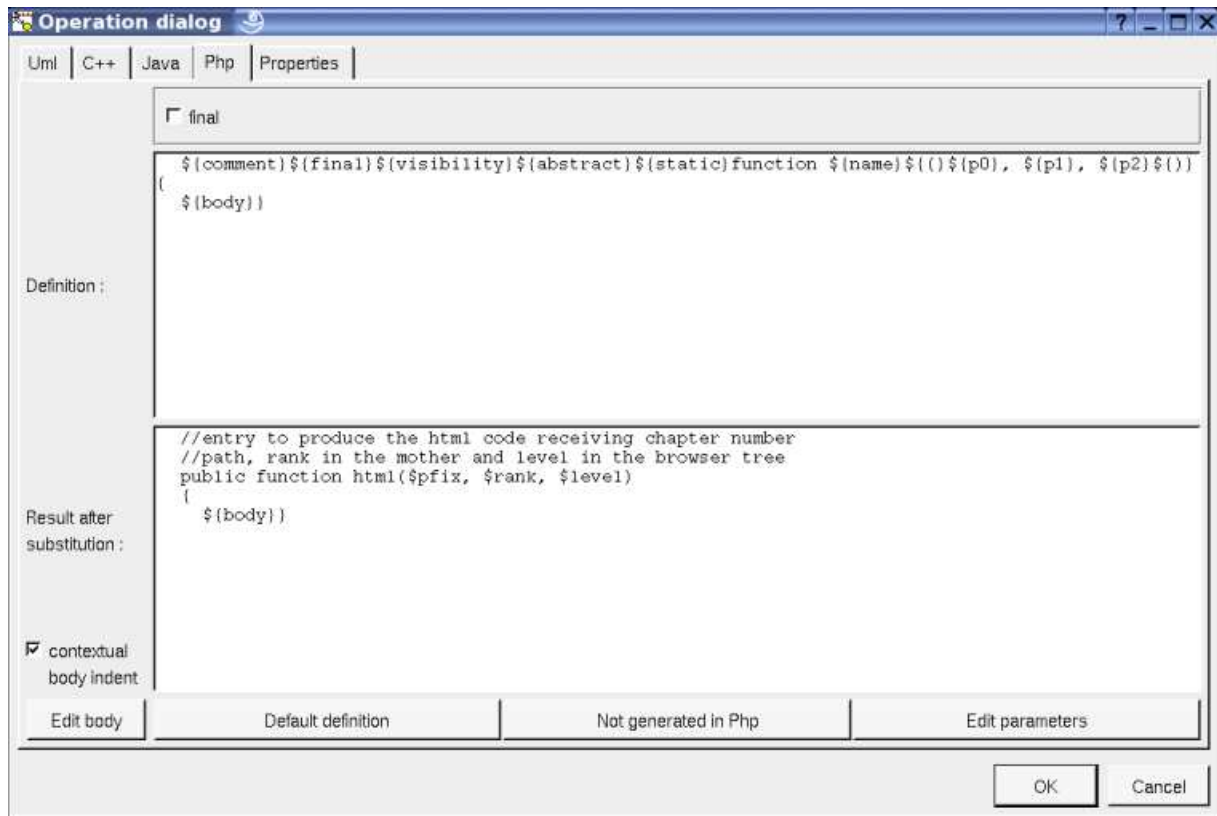 Operation dialog
Uml C++ Java Php Properties
final
Definition :
${comment}${final}${visibility}${abstract}${static}function ${name}${(}${p0}, ${p1}, ${p2}${)}
{
${body}}
Result after
substitution :
//entry to produce the html code receiving chapter number
//path, rank in the mother and level in the browser tree
public function html($pfix, $rank, $level)
{
${body}}
contextual
body indent
Edit body Default definition Not generated in Php Edit parameters
OK Cancel